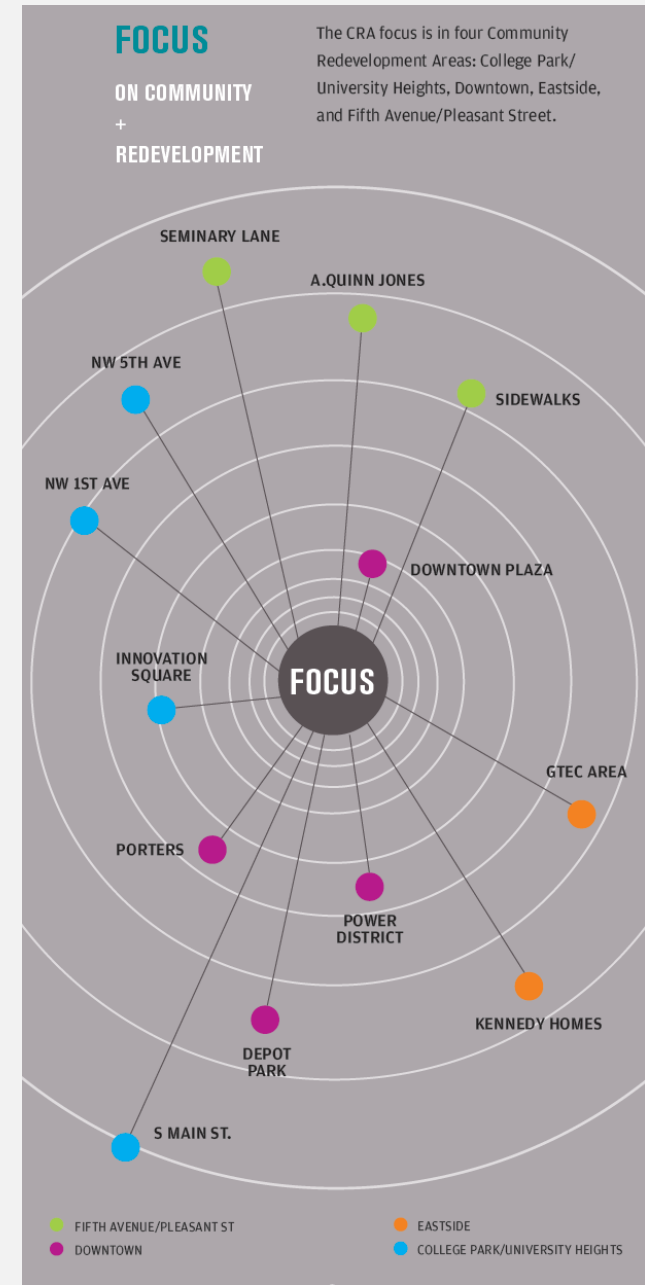 FOCUS
ON COMMUNITY
+
REDEVELOPMENT
The CRA focus is in four Community
Redevelopment Areas: College Park/
University Heights, Downtown, Eastside,
and Fifth Avenue/Pleasant Street.
SEMINARY LANE
A.QUINN JONES
NW 5TH AVE
SIDEWALKS
NW 1ST AVE
DOWNTOWN PLAZA
INNOVATION
SQUARE
FOCUS
GTEC AREA
PORTERS
POWER
DISTRICT
KENNEDY HOMES
DEPOT
PARK
S MAIN ST.
FIFTH AVENUE/PLEASANT ST
DOWNTOWN
EASTSIDE
COLLEGE PARK/UNIVERSITY HEIGHTS